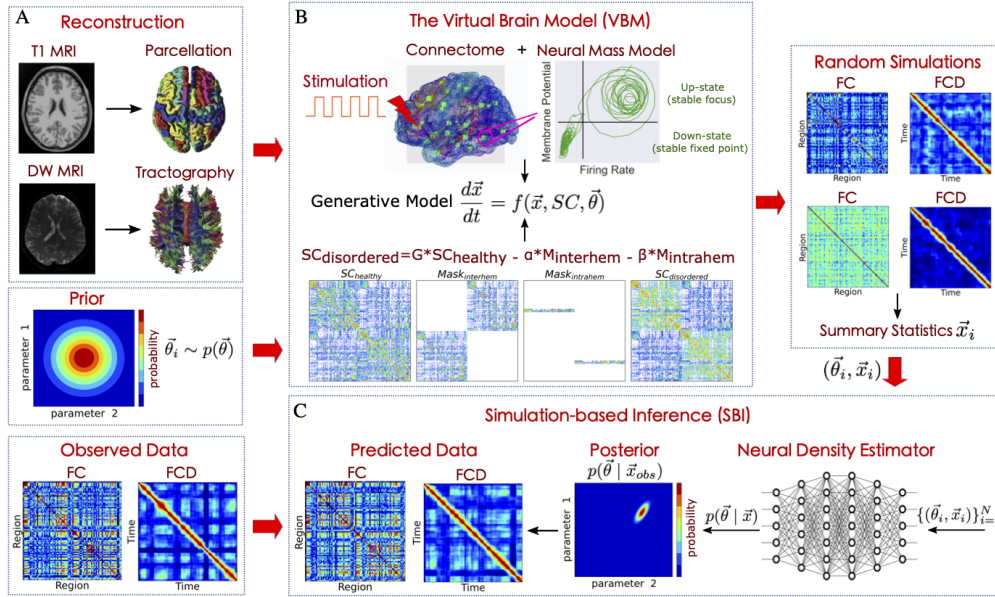 A
Reconstruction
T1 MRI
Parcellation
DW MRI
Tractography
Prior
parameter 1
parameter 2
probability
θ̃ᵢ ∼ p(θ⃗)
Observed Data
FC
FCD
Region
Region
Time
Time
B
The Virtual Brain Model (VBM)
Connectome + Neural Mass Model
Stimulation
Membrane Potential
Firing Rate
Up-state
(stable focus)
Down-state
(stable fixed point)
Generative Model dx⃗/dt = f(x⃗, SC, θ⃗)
SCdisordered=G*SChealthy - α*Minterhem - β*Mintrahem
SChealthy
Maskinterhem
Maskintrahem
SCdisordered
Random Simulations
FC
FCD
Region
Region
Time
Time
Region
Region
Time
Time
Summary Statistics x⃗ᵢ
(θ⃗ᵢ, x⃗ᵢ)
C
Simulation-based Inference (SBI)
Predicted Data
FC
FCD
Region
Region
Time
Time
Posterior
p(θ⃗ | x⃗obs)
parameter 1
parameter 2
probability
p(θ⃗ | x⃗)
Neural Density Estimator
{(θ⃗ᵢ, x⃗ᵢ)}ᴺᵢ₌